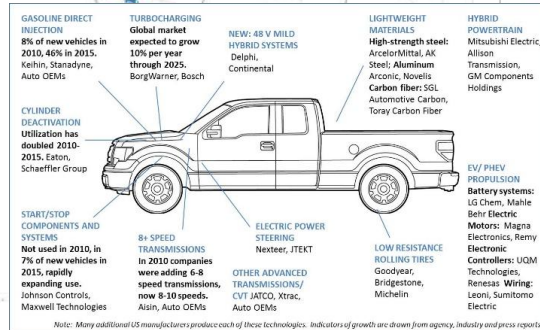 GASOLINE DIRECT
INJECTION
8% of new vehicles in
2010, 46% in 2015.
Keihin, Stanadyne,
Auto OEMs
TURBOCHARGING
Global market
expected to grow
10% per year
through 2025.
BorgWarner, Bosch
NEW: 48 V MILD
HYBRID SYSTEMS
Delphi,
Continental
LIGHTWEIGHT
MATERIALS
High-strength steel:
ArcelorMittal, AK
Steel; Aluminum
Arconic, Novelis
Carbon fiber: SGL
Automotive Carbon,
Toray Carbon Fiber
HYBRID
POWERTRAIN
Mitsubishi Electric,
Allison
Transmission,
GM Components
Holdings
CYLINDER
DEACTIVATION
Utilization has
doubled 2010-
2015. Eaton,
Schaeffler Group
START/STOP
COMPONENTS AND
SYSTEMS
Not used in 2010, in
7% of new vehicles in
2015, rapidly
expanding use.
Johnson Controls,
Maxwell Technologies
8+ SPEED
TRANSMISSIONS
In 2010 companies
were adding 6-8
speed transmissions,
now 8-10 speeds.
Aisin, Auto OEMs
ELECTRIC POWER
STEERING
Nexteer, JTEKT
OTHER ADVANCED
TRANSMISSIONS/
CVT JATCO, Xtrac,
Auto OEMs
LOW RESISTANCE
ROLLING TIRES
Goodyear,
Bridgestone,
Michelin
EV/ PHEV
PROPULSION
Battery systems:
LG Chem, Mahle
Behr Electric
Motors: Magna
Electronics, Remy
Electronic
Controllers: UQM
Technologies,
Renesas Wiring:
Leoni, Sumitomo
Electric
Note: Many additional US manufacturers produce each of these technologies. Indicators of growth are drawn from agency, industry and press reports